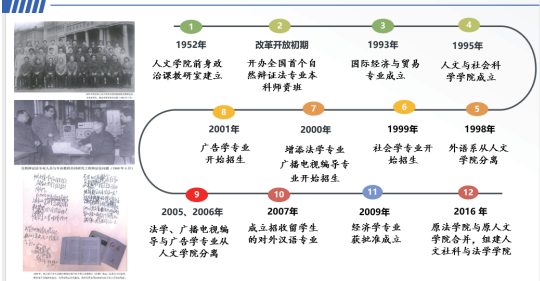 1
1952年
人文学院前身政
治课教研室建立
2
改革开放初期
开办全国首个自
然辩证法专业本
科师资班
3
1993年
国际经济与贸易
专业成立
4
1995年
人文与社会科
学学院成立
5
1998年
外语系从人文
学院分离
6
1999年
社会学专业开
始招生
7
2000年
增添法学专业
广播电视编导专
业开始招生
8
2001年
广告学专业
开始招生
9
2005、2006年
法学、广播电视编
导与广告学专业从
人文学院分离
10
2007年
成立招收留学生
的对外汉语专业
11
2009年
经济学专业
获批准成立
12
2016 年
原法学院与原人文
学院合并，组建人
文社科与法学学院